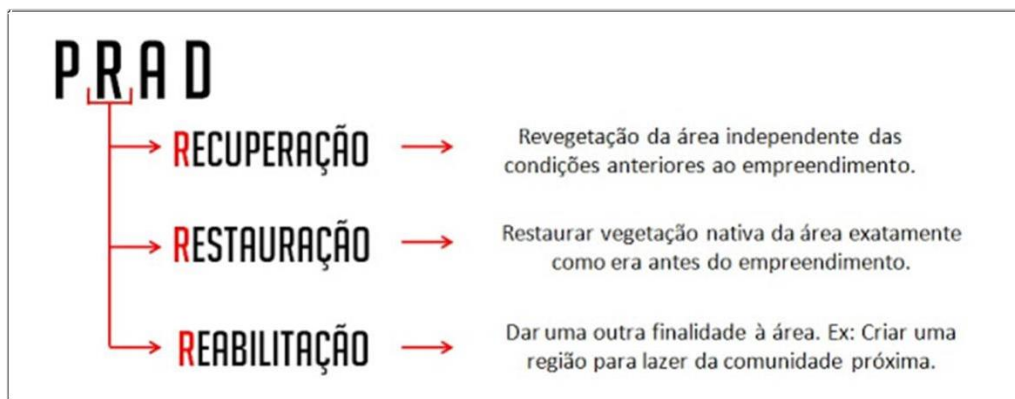 PRAD
RECUPERAÇÃO
Revegetação da área independente das
condições anteriores ao empreendimento.
RESTAURAÇÃO
Restaurar vegetação nativa da área exatamente
como era antes do empreendimento.
REABILITAÇÃO
Dar uma outra finalidade à área. Ex: Criar uma
região para lazer da comunidade próxima.